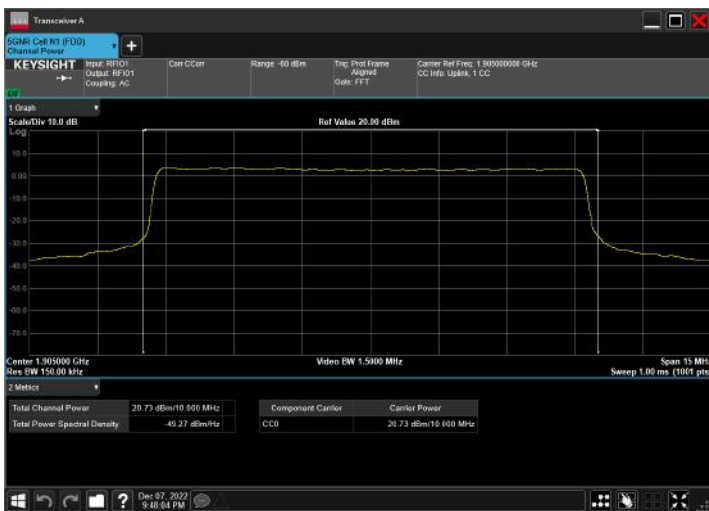 Transceiver A
5GNR Cell N1 (FDD)
Channel Power
KEYSIGHT
Input: RFIO1
Output: RFIO1
Coupling: AC
Corr CCorr
Range -60 dBm
Trig: Prot Frame
Aligned
Gate: FFT
Carrier Ref Freq: 1.905000000 GHz
CC Info: Uplink, 1 CC
1 Graph
Scale/Div 10.0 dB
Ref Value 20.00 dBm
Log
10.0
0.00
-10.0
-20.0
-30.0
-40.0
-50.0
-60.0
-70.0
Center 1.905000 GHz
Video BW 1.5000 MHz
Span 15 MHz
Res BW 150.00 kHz
Sweep 1.00 ms (1001 pts
2 Metrics
Total Channel Power 20.73 dBm/10.000 MHz
Total Power Spectral Density -49.27 dBm/Hz
Component Carrier Carrier Power
CC0 20.73 dBm/10.000 MHz
?
Dec 07, 2022
9:48:04 PM